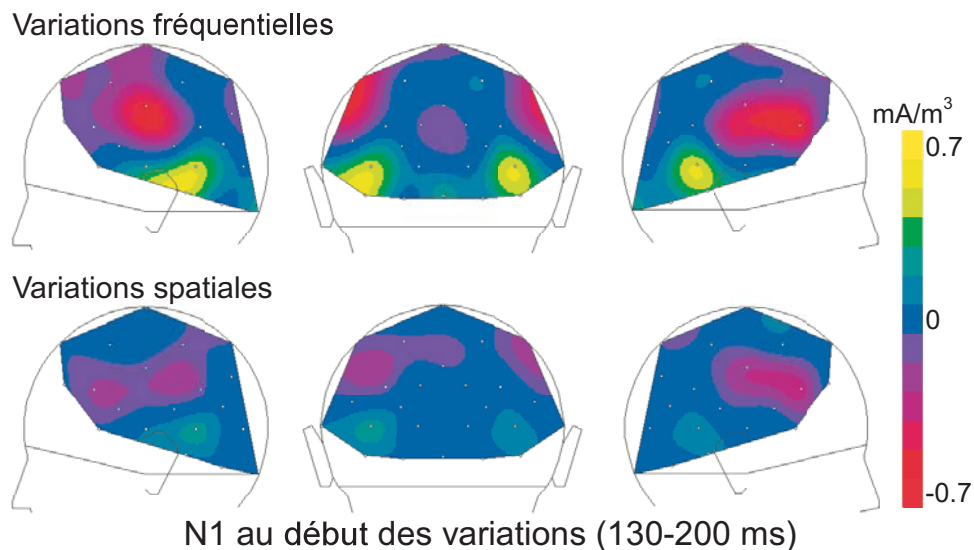 Variations fréquentielles
mA/m³
0.7
Variations spatiales
0
-0.7
N1 au début des variations (130-200 ms)